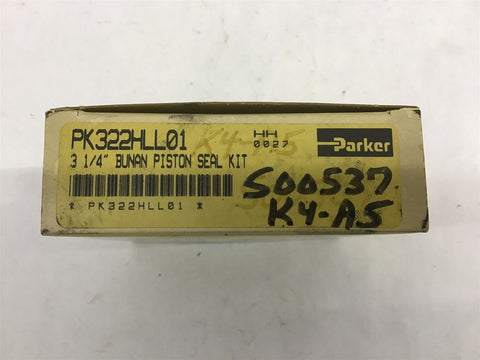 PK322HLL01
HH
0027
Parker
3 1/4" BUNAN PISTON SEAL KIT
K4-A5
* PK322HLL01 *
S00537
K4-A5